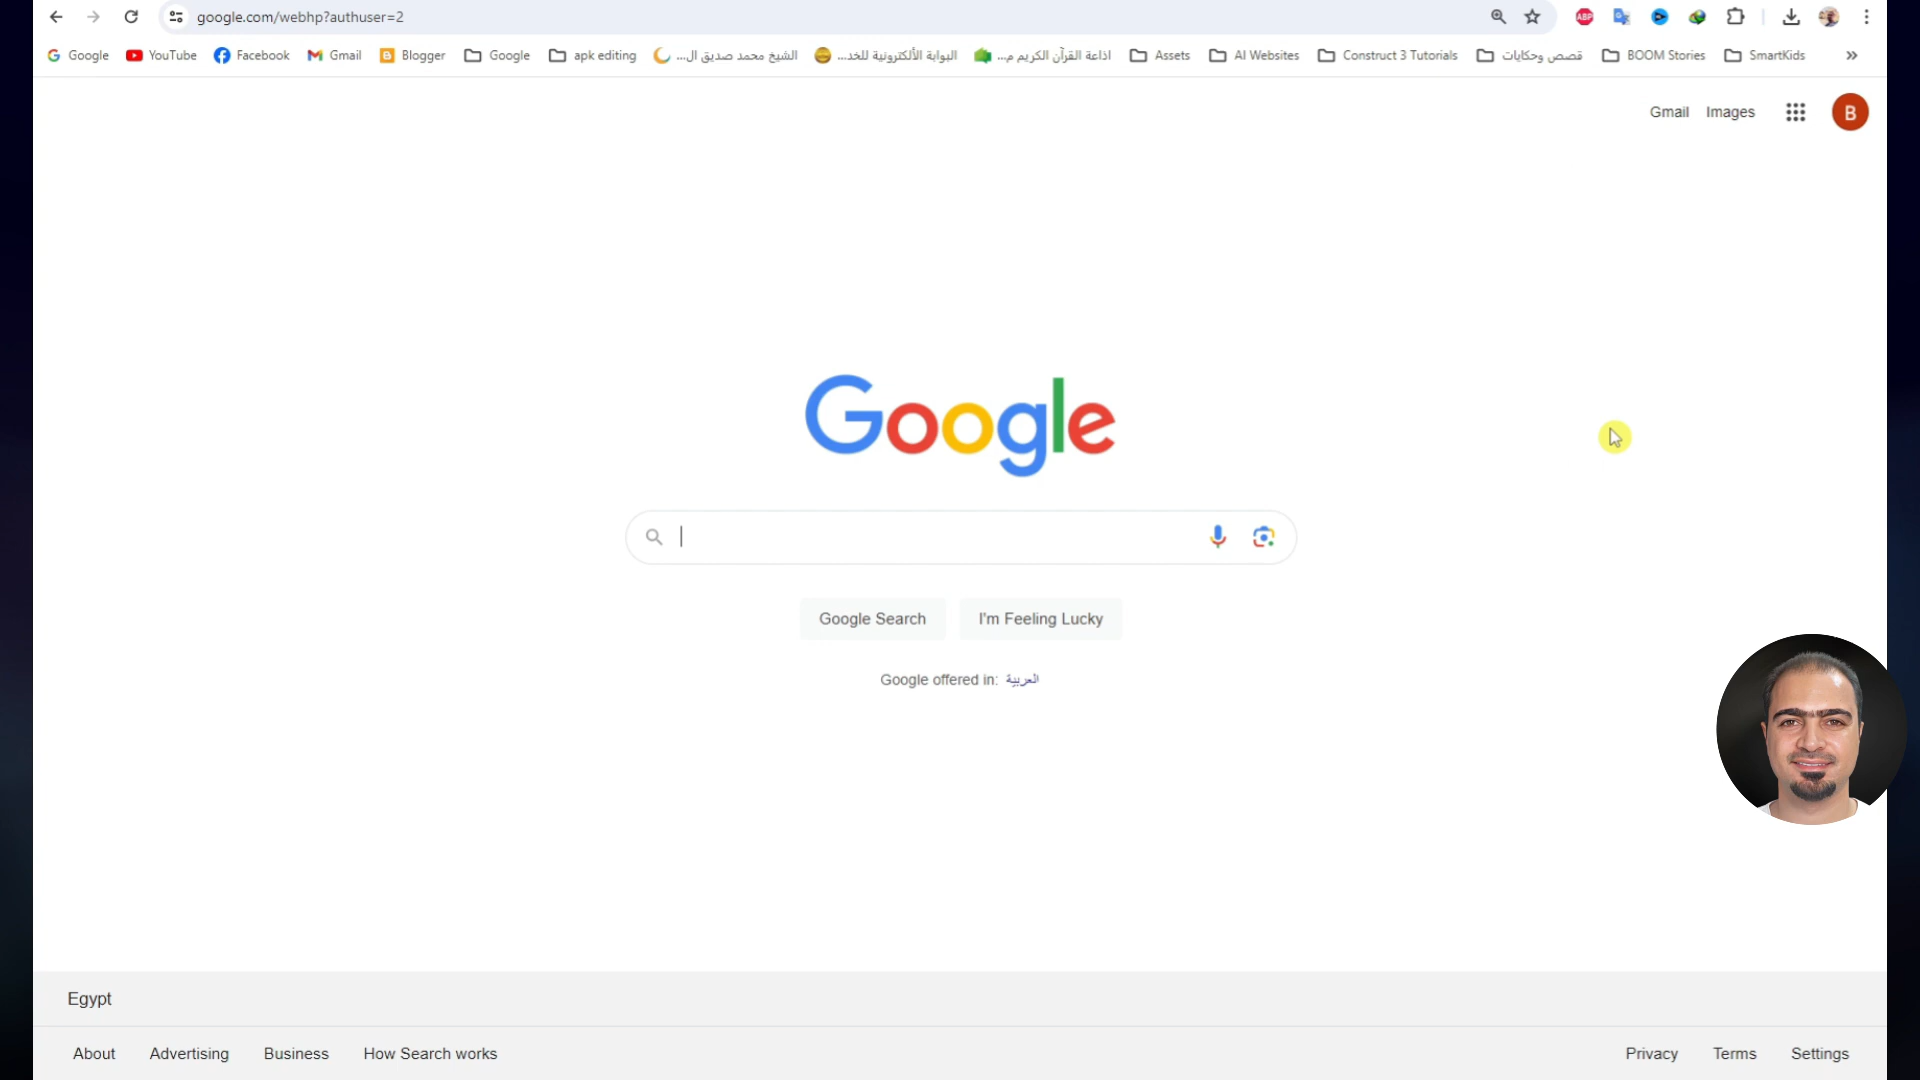 google.com/webhp?authuser=2
ABP
Google YouTube Facebook Gmail Blogger Google apk editing الشيخ محمد صديق ال... البوابة الألكترونية للخد... اذاعة القرآن الكريم م... Assets AI Websites Construct 3 Tutorials قصص وحكايات BOOM Stories SmartKids »
Gmail Images B
Google
Google Search I'm Feeling Lucky
Google offered in: العربية
Egypt
About Advertising Business How Search works Privacy Terms Settings